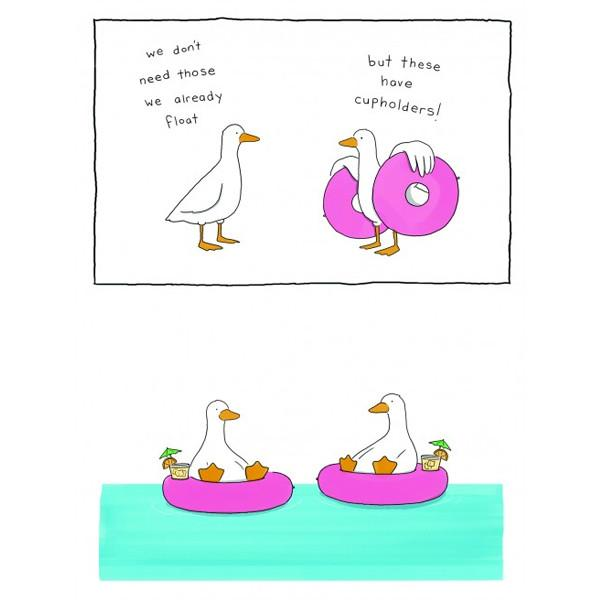 we don't
need those
we already
float
but these
have
cupholders!